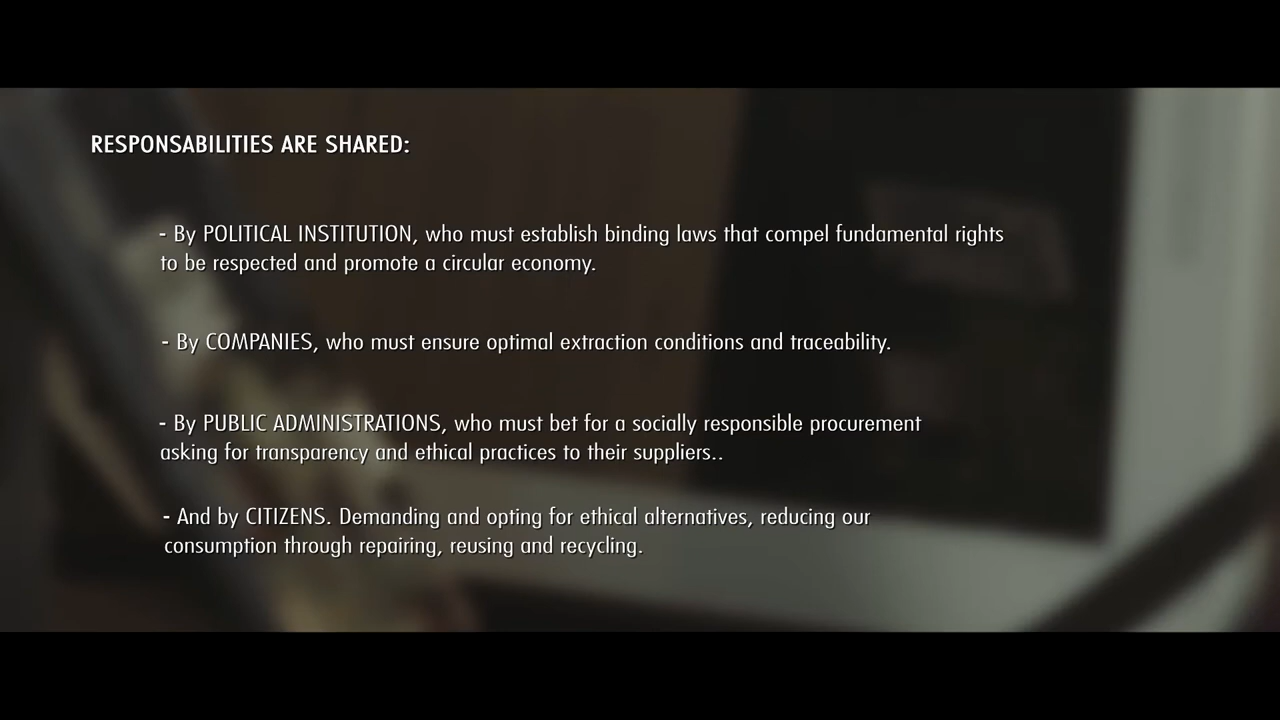 RESPONSABILITIES ARE SHARED:
- By POLITICAL INSTITUTION, who must establish binding laws that compel fundamental rights
to be respected and promote a circular economy.
- By COMPANIES, who must ensure optimal extraction conditions and traceability.
- By PUBLIC ADMINISTRATIONS, who must bet for a socially responsible procurement
asking for transparency and ethical practices to their suppliers..
- And by CITIZENS. Demanding and opting for ethical alternatives, reducing our
consumption through repairing, reusing and recycling.